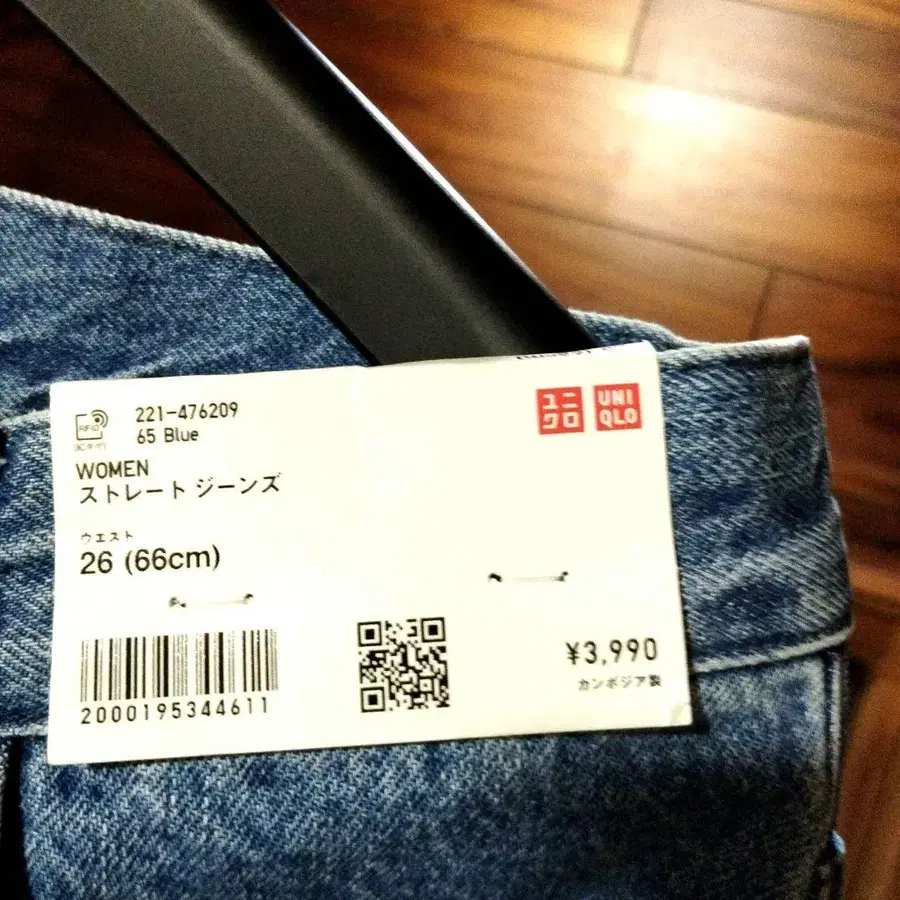 221-476209
65 Blue
RFID
WOMEN
ストレート ジーンズ
ウエスト
26 (66cm)
ユニクロ
UNIQLO
2000195344611
¥3,990
カンボジア製